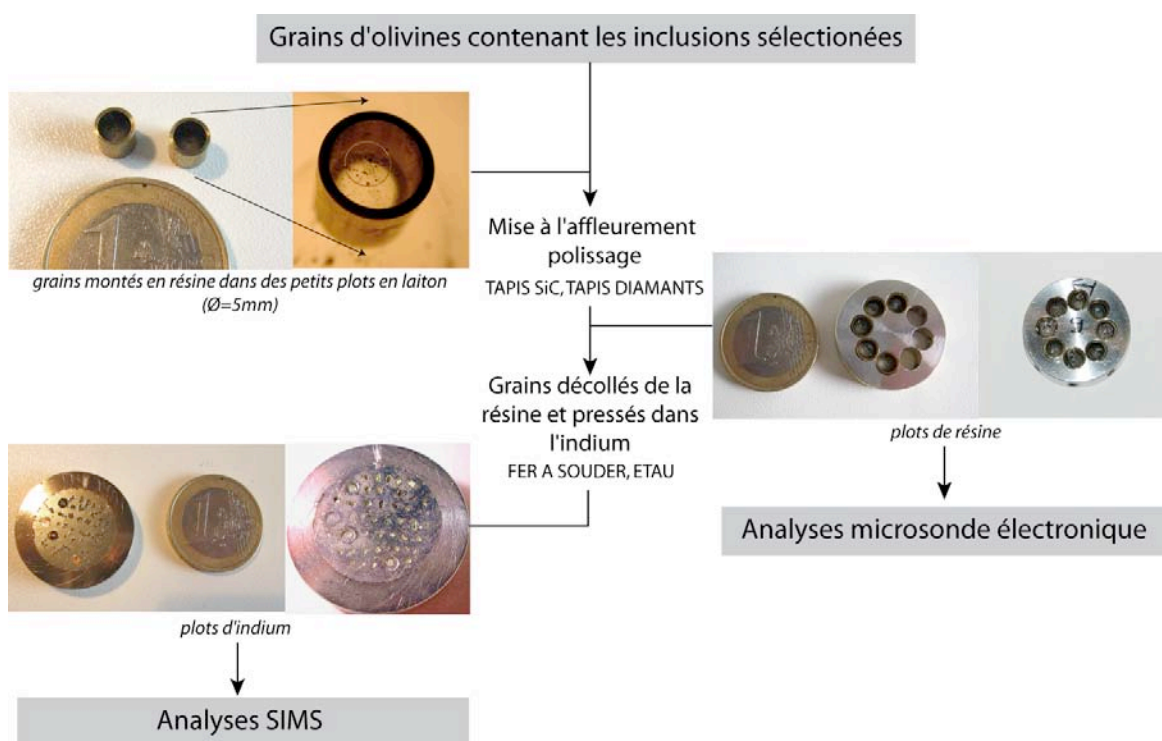 Grains d'olivines contenant les inclusions sélectionées
grains montés en résine dans des petits plots en laiton
(Ø=5mm)
Mise à l'affleurement
polissage
TAPIS SiC, TAPIS DIAMANTS
plots de résine
Analyses microsonde électronique
Grains décollés de la
résine et pressés dans
l'indium
FER A SOUDER, ETAU
plots d'indium
Analyses SIMS